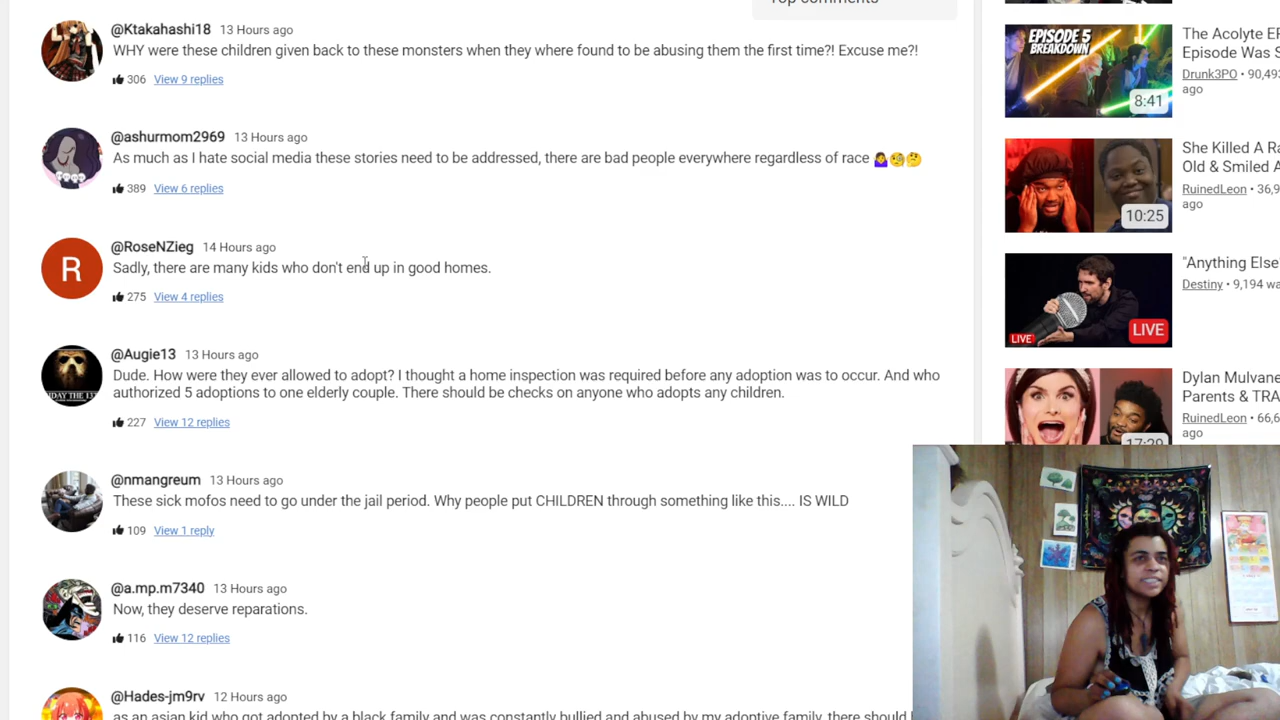 Top comments
@Ktakahashi18 13 Hours ago
WHY were these children given back to these monsters when they where found to be abusing them the first time?! Excuse me?!
306 View 9 replies
@ashurmom2969 13 Hours ago
As much as I hate social media these stories need to be addressed, there are bad people everywhere regardless of race 🤷‍♀️🧐🤔
389 View 6 replies
@RoseNZieg 14 Hours ago
R
Sadly, there are many kids who don't end up in good homes.
275 View 4 replies
@Augie13 13 Hours ago
Dude. How were they ever allowed to adopt? I thought a home inspection was required before any adoption was to occur. And who
authorized 5 adoptions to one elderly couple. There should be checks on anyone who adopts any children.
227 View 12 replies
@nmangreum 13 Hours ago
These sick mofos need to go under the jail period. Why people put CHILDREN through something like this.... IS WILD
109 View 1 reply
@a.mp.m7340 13 Hours ago
Now, they deserve reparations.
116 View 12 replies
@Hades-jm9rv 12 Hours ago
as an asian kid who got adopted by a black family and was constantly bullied and abused by my adoptive family, there should
EPISODE 5
BREAKDOWN
8:41
The Acolyte
Episode Was
Drunk3PO • 90,49
ago
She Killed A
Old & Smiled
10:25
RuinedLeon • 36,9
ago
"Anything Else"
Destiny • 9,194
LIVE
LIVE
Dylan Mulvane
Parents &
17:29
RuinedLeon • 66,6
ago